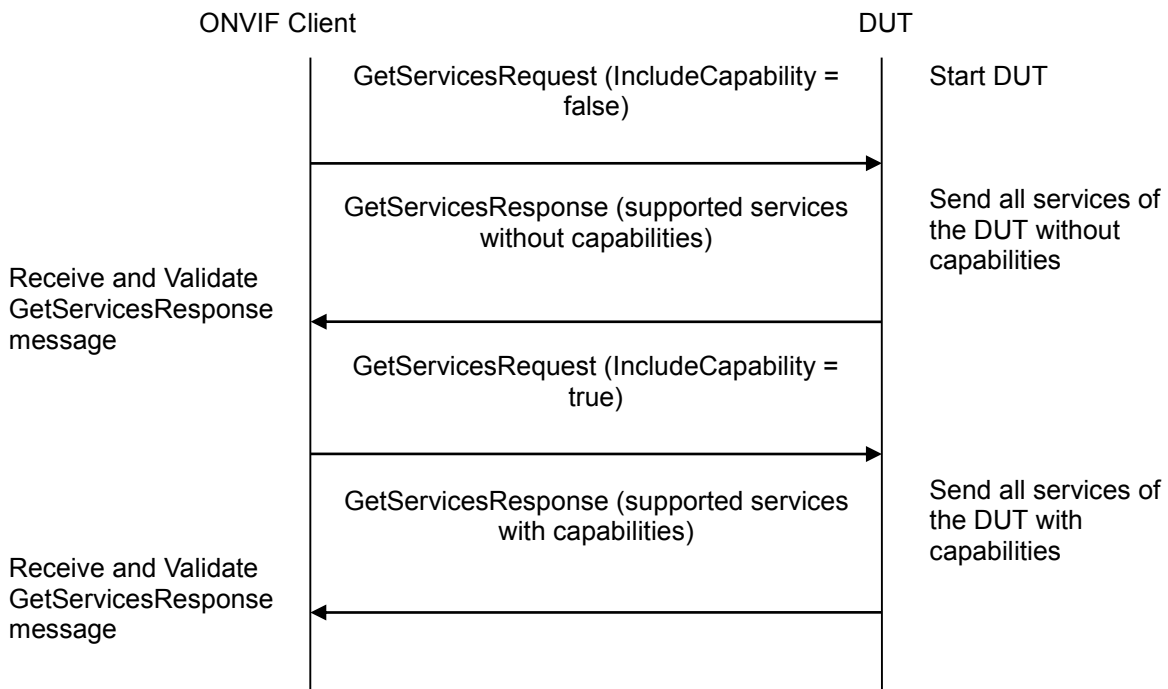 ONVIF Client
DUT
GetServicesRequest (IncludeCapability =
false)
Start DUT
GetServicesResponse (supported services
without capabilities)
Send all services of
the DUT without
capabilities
Receive and Validate
GetServicesResponse
message
GetServicesRequest (IncludeCapability =
true)
GetServicesResponse (supported services
with capabilities)
Send all services of
the DUT with
capabilities
Receive and Validate
GetServicesResponse
message